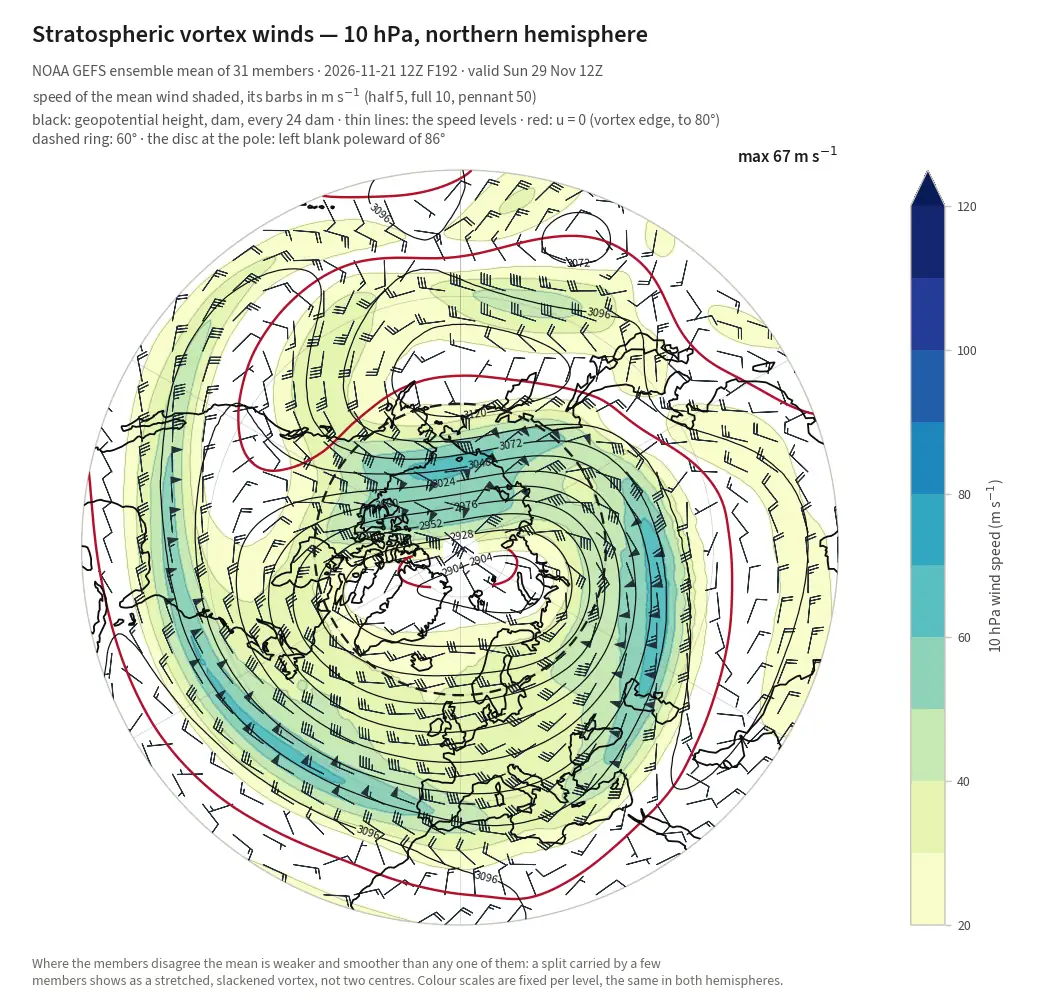 Stratospheric vortex winds — 10 hPa, northern hemisphere
NOAA GEFS ensemble mean of 31 members · 2026-11-21 12Z F192 · valid Sun 29 Nov 12Z
speed of the mean wind shaded, its barbs in m s−1 (half 5, full 10, pennant 50)
black: geopotential height, dam, every 24 dam · thin lines: the speed levels · red: u = 0 (vortex edge, to 80°)
dashed ring: 60° · the disc at the pole: left blank poleward of 86°
max 67 m s−1
3096
3072
3096
3120
3072
3048
3024
2976
2952
2928
2904
2904
3096
3096
120
100
80
60
40
20
10 hPa wind speed (m s−1)
Where the members disagree the mean is weaker and smoother than any one of them: a split carried by a few
members shows as a stretched, slackened vortex, not two centres. Colour scales are fixed per level, the same in both hemispheres.